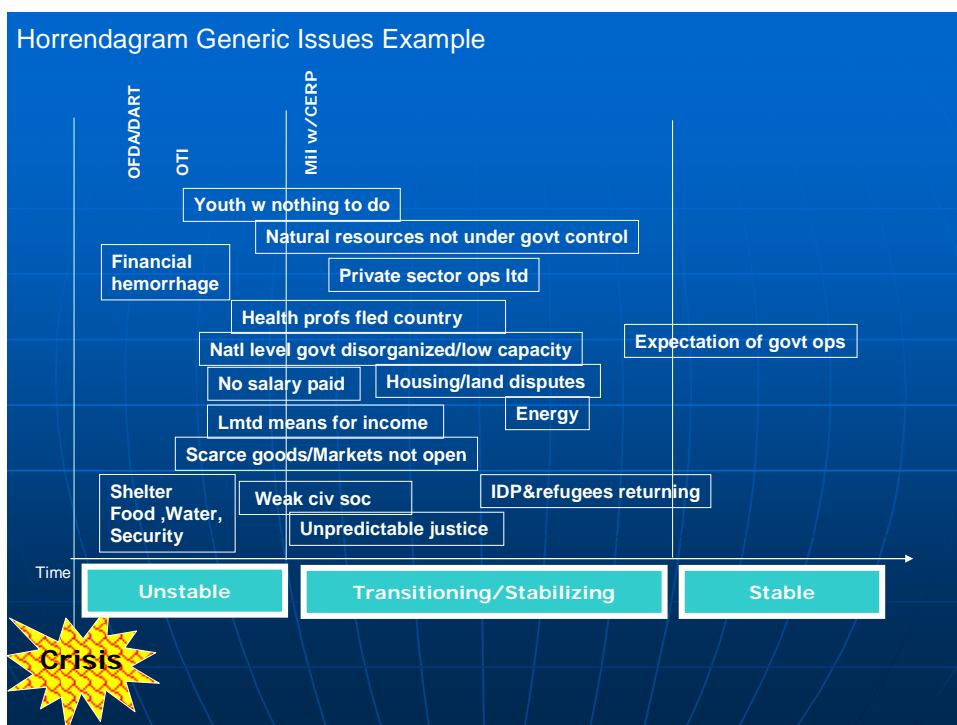 Horrendagram Generic Issues Example
OFDA/DART
OTI
Mil w/CERP
Youth w nothing to do
Natural resources not under govt control
Financial
hemorrhage
Private sector ops ltd
Health profs fled country
Expectation of govt ops
Natl level govt disorganized/low capacity
No salary paid
Housing/land disputes
Energy
Lmtd means for income
Scarce goods/Markets not open
Shelter
Food ,Water,
Security
Weak civ soc
IDP&refugees returning
Unpredictable justice
Time
Unstable
Transitioning/Stabilizing
Stable
Crisis